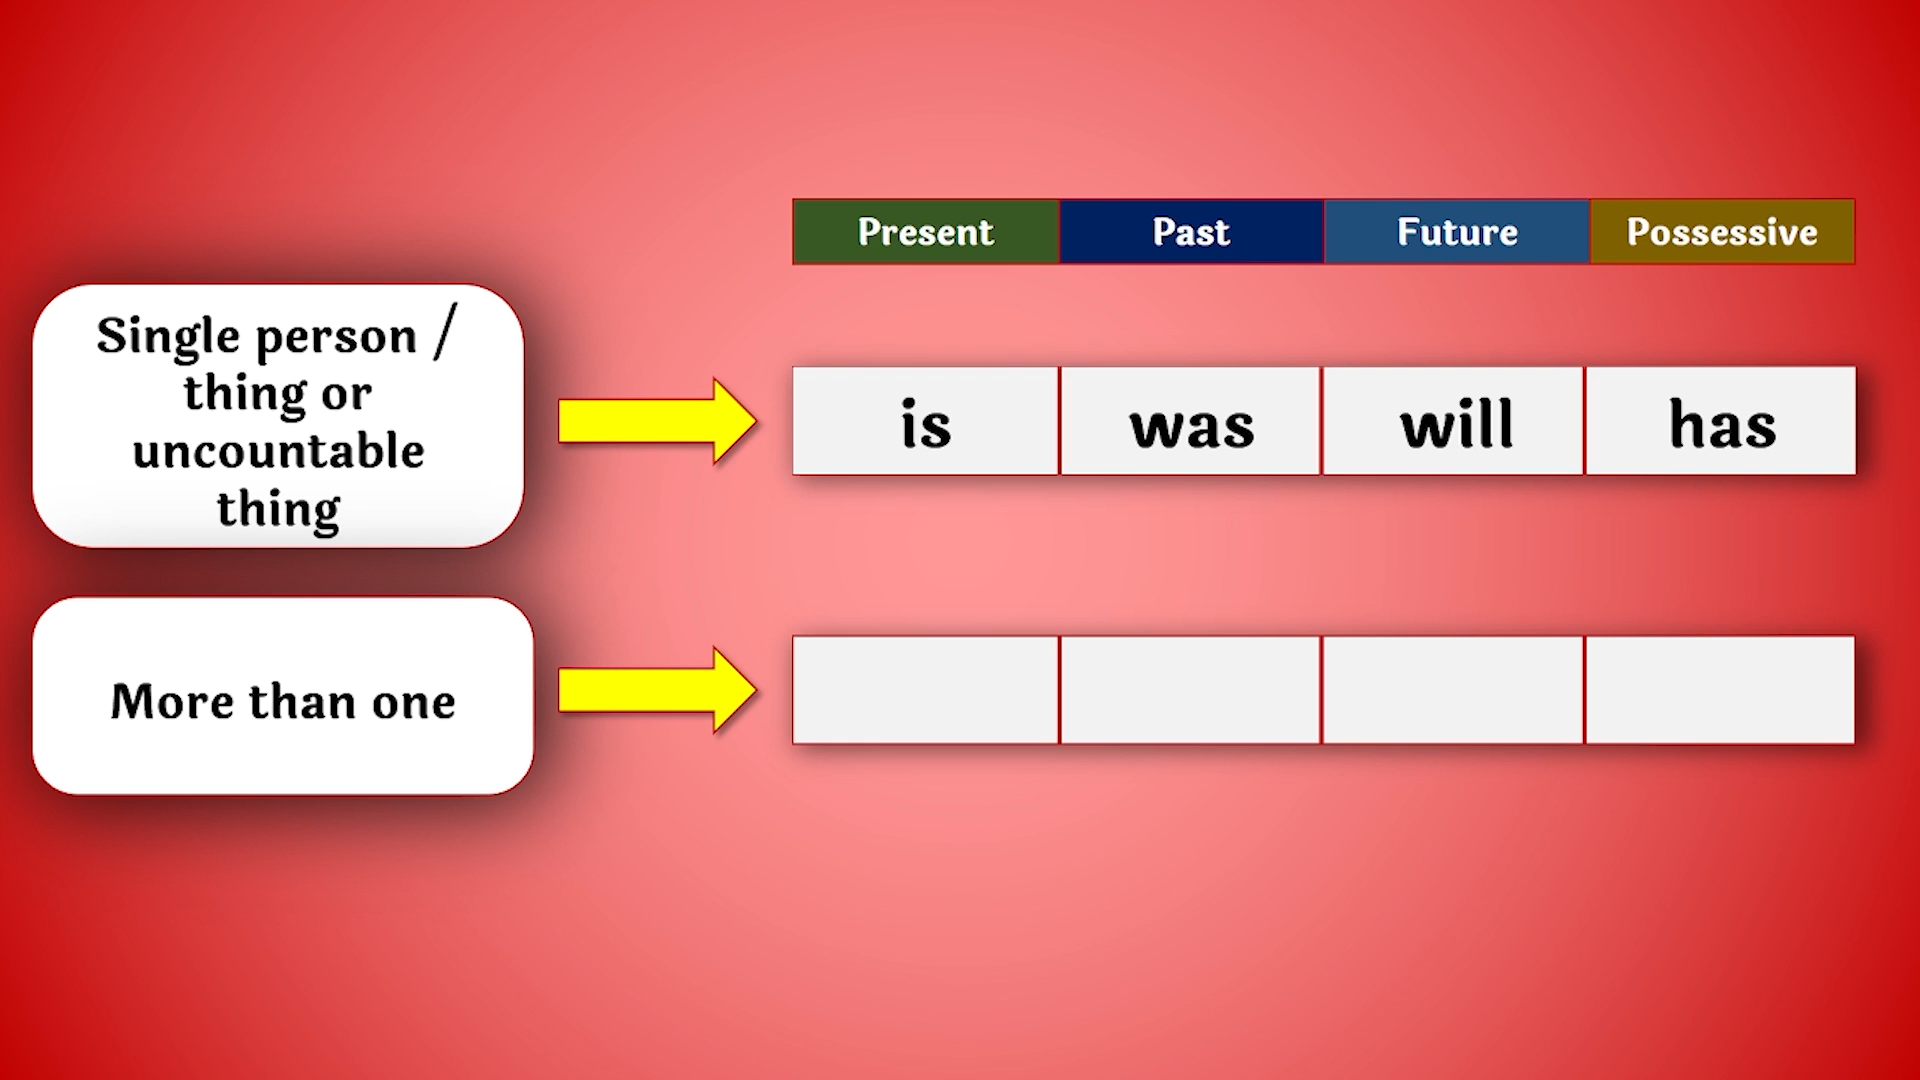 Present Past Future Possessive
Single person /
thing or
uncountable
thing
is was will has
More than one